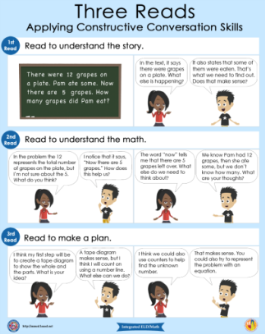 Three Reads
Applying Constructive Conversation Skills
1st
Read
Read to understand the story.
There were 12 grapes on
a plate. Pam ate some. Now
there are 5 grapes. How
many grapes did Pam eat?
In the text, it says
there were grapes
on a plate. What
else is happening?
It also states that some of
them were eaten. That's
what we need to find out.
Does that make sense?
2nd
Read
Read to understand the math.
In the problem the 12
represents the total number
of grapes on the plate, but
I'm not sure about the 5.
What do you think?
I notice that it says,
"Now there are 5
grapes." How does
this help us?
The word "now" tells
me that there are 5
grapes left over. What
else do we need to
think about?
We know Pam had 12
grapes, then she ate
some, but we don't
know how many. What
are your thoughts?
3rd
Read
Read to make a plan.
I think my first step will
be to create a tape diagram
to show the whole and
the parts. What is your
idea?
A tape diagram
makes sense, but I
think I will count on
using a number line.
What else can we do?
I think we could also
use counters to help
find the unknown
number.
That makes sense. You
could also try to represent
the problem with an
equation.